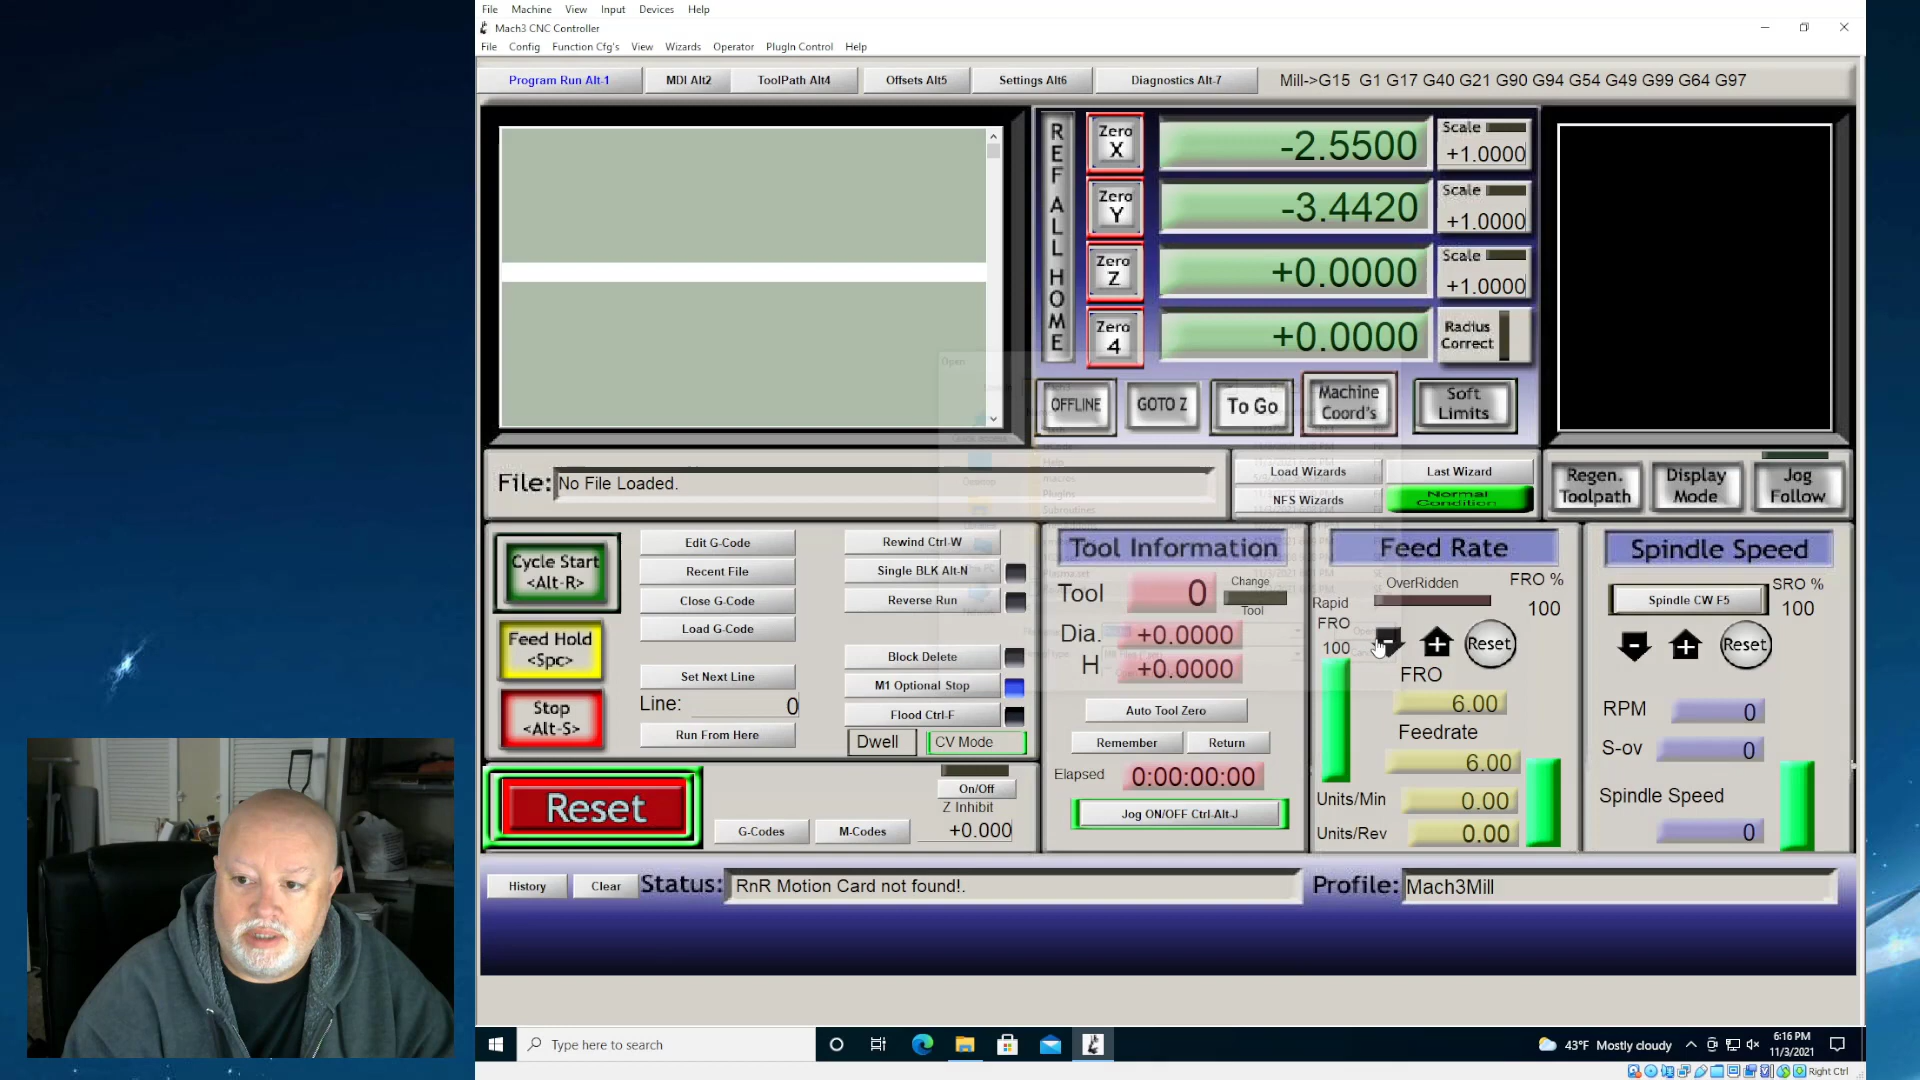 File Machine View Input Devices Help
Mach3 CNC Controller
File Config Function Cfg's View Wizards Operator PlugIn Control Help
Program Run Alt-1 MDI Alt2 ToolPath Alt4 Offsets Alt5 Settings Alt6 Diagnostics Alt-7 Mill->G15 G1 G17 G40 G21 G90 G94 G54 G49 G99 G64 G97
REF ALL HOME
Zero X -2.5500 Scale +1.0000
Zero Y -3.4420 Scale +1.0000
Zero Z +0.0000 Scale +1.0000
Zero 4 +0.0000 Radius Correct
OFFLINE GOTO Z To Go Machine Coord's Soft Limits
File: No File Loaded.
Load Wizards Last Wizard
NFS Wizards Normal Condition
Regen. Toolpath Display Mode Jog Follow
Cycle Start <Alt-R>
Feed Hold <Spc>
Stop <Alt-S>
Edit G-Code
Recent File
Close G-Code
Load G-Code
Set Next Line
Line: 0
Run From Here
Rewind Ctrl-W
Single BLK Alt-N
Reverse Run
Block Delete
M1 Optional Stop
Flood Ctrl-F
Dwell CV Mode
Reset
G-Codes M-Codes
On/Off
Z Inhibit
+0.000
Tool Information
Tool 0 Change Tool
Dia. +0.0000
H +0.0000
Auto Tool Zero
Remember Return
Elapsed 0:00:00:00
Jog ON/OFF Ctrl-Alt-J
Feed Rate
OverRidden FRO %
100
Rapid FRO
100
- + Reset
FRO
6.00
Feedrate
6.00
Units/Min 0.00
Units/Rev 0.00
Spindle Speed
Spindle CW F5 SRO %
100
- + Reset
RPM 0
S-ov 0
Spindle Speed
0
History Clear Status: RnR Motion Card not found!. Profile: Mach3Mill
Type here to search
43°F Mostly cloudy
6:16 PM
11/3/2021
Right Ctrl